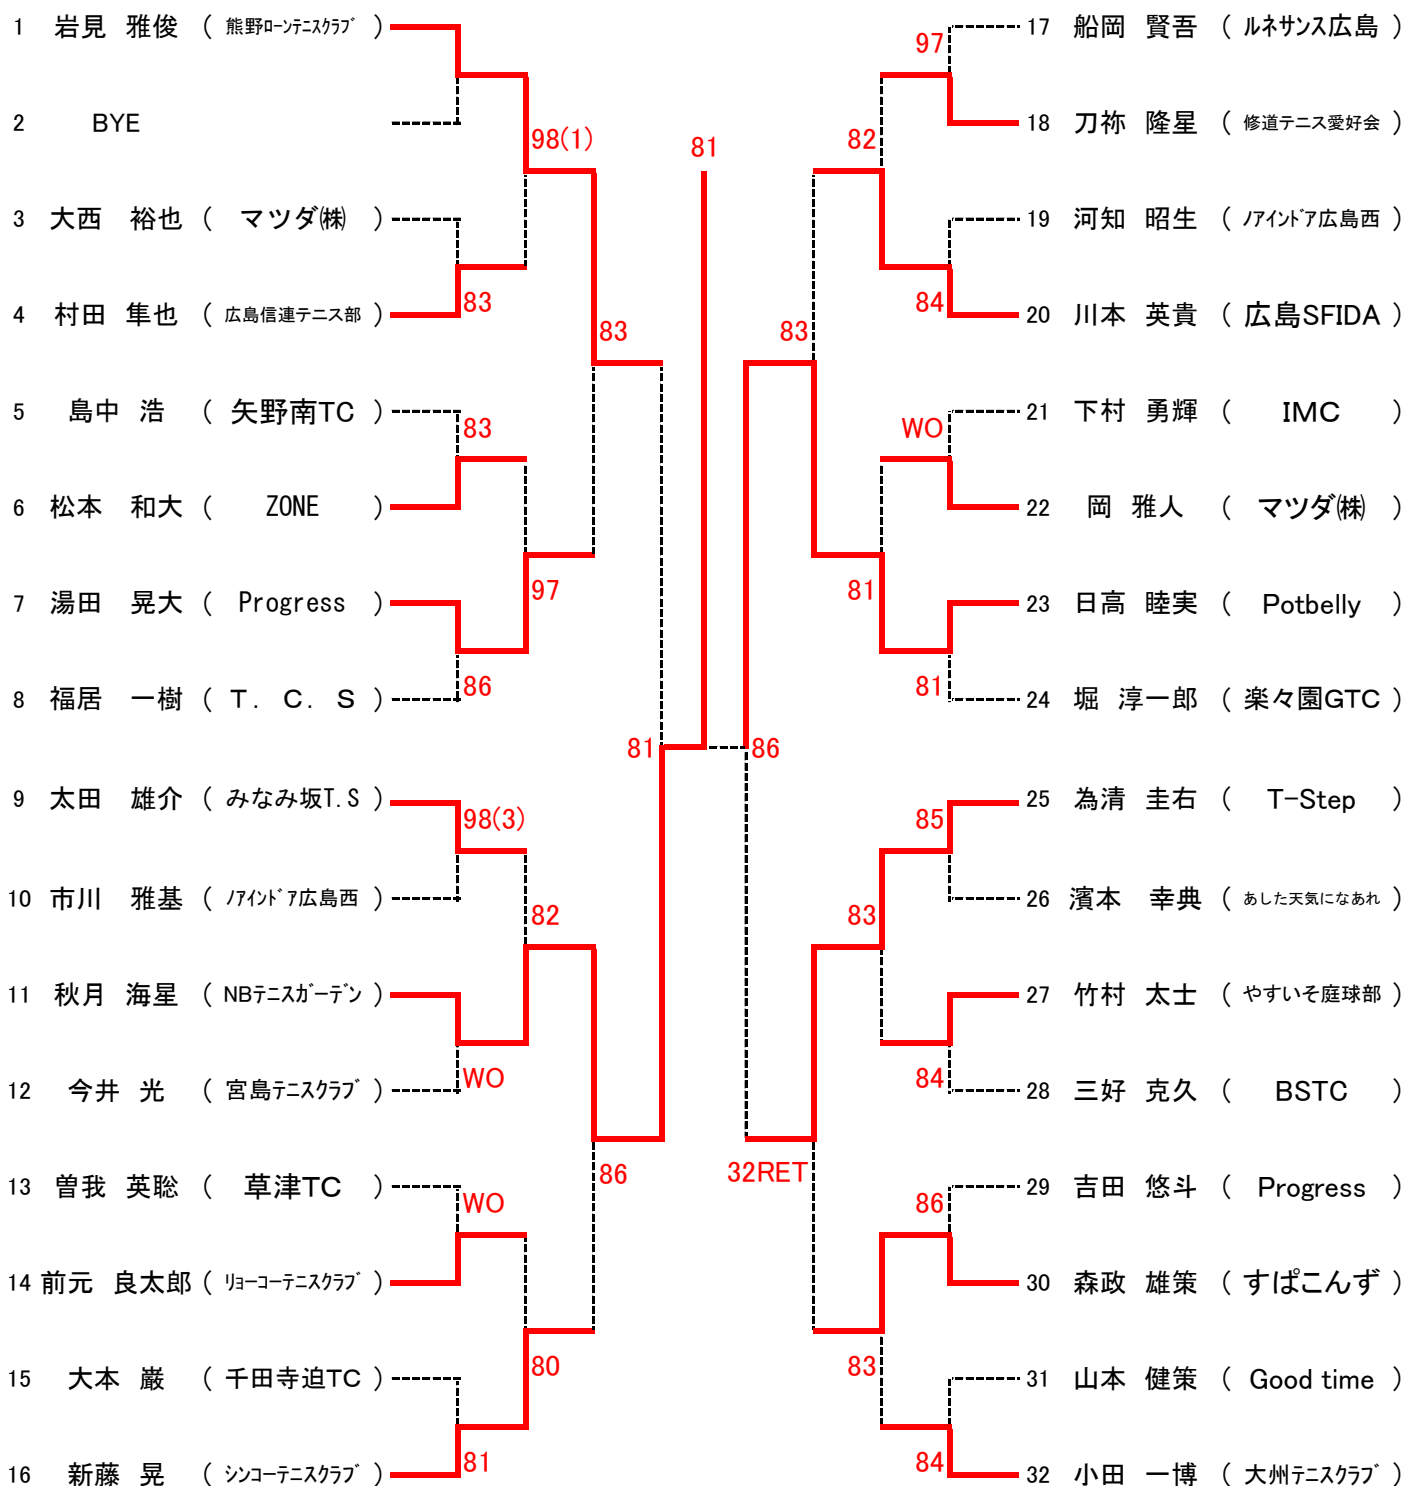 1 岩見 雅俊 ( 熊野ローンテニスクラブ )
2 BYE
98(1)
3 大西 裕也 ( マツダ㈱ )
4 村田 隼也 ( 広島信連テニス部 )
83
83
5 島中 浩 ( 矢野南TC )
83
6 松本 和大 ( ZONE )
97
7 湯田 晃大 ( Progress )
86
8 福居 一樹 ( T. C. S )
81
9 太田 雄介 ( みなみ坂T.S )
98(3)
10 市川 雅基 ( ノアインドア広島西 )
82
11 秋月 海星 ( NBテニスガーデン )
WO
12 今井 光 ( 宮島テニスクラブ )
86
13 曽我 英聡 ( 草津TC )
WO
14 前元 良太郎 ( リョーコーテニスクラブ )
80
15 大本 巌 ( 千田寺迫TC )
81
16 新藤 晃 ( シンコーテニスクラブ )
81
17 船岡 賢吾 ( ルネサンス広島 )
97
18 刀祢 隆星 ( 修道テニス愛好会 )
82
19 河知 昭生 ( ノアインドア広島西 )
84
20 川本 英貴 ( 広島SFIDA )
83
21 下村 勇輝 ( IMC )
WO
22 岡 雅人 ( マツダ㈱ )
81
23 日高 睦実 ( Potbelly )
81
24 堀 淳一郎 ( 楽々園GTC )
86
25 為清 圭右 ( T-Step )
85
26 濱本 幸典 ( あした天気になあれ )
83
27 竹村 太士 ( やすいそ庭球部 )
84
28 三好 克久 ( BSTC )
32RET
29 吉田 悠斗 ( Progress )
86
30 森政 雄策 ( すぱこんず )
83
31 山本 健策 ( Good time )
84
32 小田 一博 ( 大州テニスクラブ )